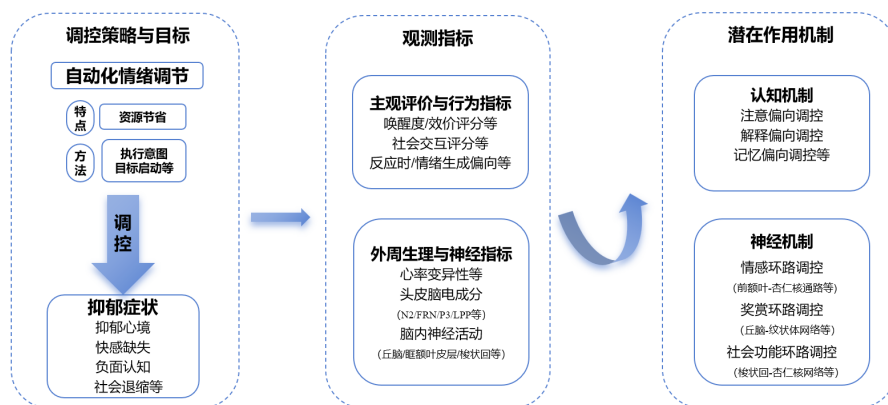 调控策略与目标
自动化情绪调节
特点
资源节省
方法
执行意图
目标启动等
调控
抑郁症状
抑郁心境
快感缺失
负面认知
社会退缩等
观测指标
主观评价与行为指标
唤醒度/效价评分等
社会交互评分等
反应时/情绪生成偏向等
外周生理与神经指标
心率变异性等
头皮脑电成分
(N2/FRN/P3/LPP等)
脑内神经活动
(丘脑/眶额叶皮层/梭状回等)
潜在作用机制
认知机制
注意偏向调控
解释偏向调控
记忆偏向调控等
神经机制
情感环路调控
(前额叶-杏仁核通路等)
奖赏环路调控
(丘脑-纹状体网络等)
社会功能环路调控
(梭状回-杏仁核网络等)